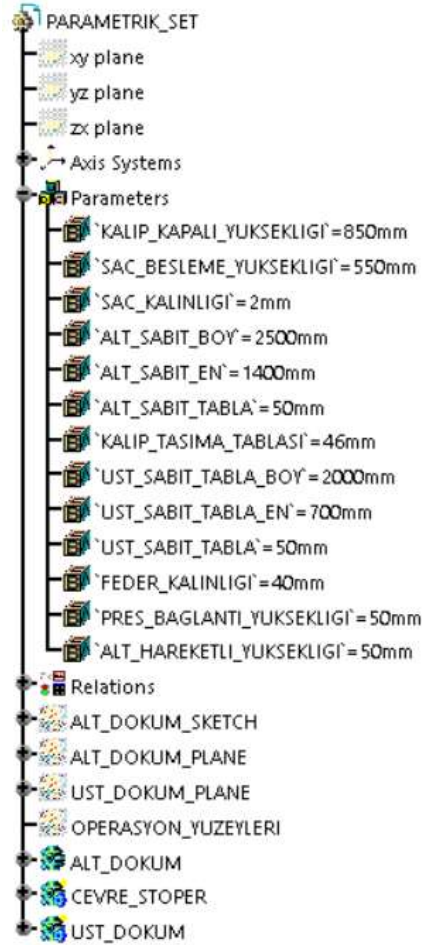 PARAMETRIK_SET
xy plane
yz plane
zx plane
Axis Systems
Parameters
`KALIP_KAPALI_YUKSEKLIGI`=850mm
`SAC_BESLEME_YUKSEKLIGI`=550mm
`SAC_KALINLIGI`=2mm
`ALT_SABIT_BOY`=2500mm
`ALT_SABIT_EN`=1400mm
`ALT_SABIT_TABLA`=50mm
`KALIP_TASIMA_TABLASI`=46mm
`UST_SABIT_TABLA_BOY`=2000mm
`UST_SABIT_TABLA_EN`=700mm
`UST_SABIT_TABLA`=50mm
`FEDER_KALINLIGI`=40mm
`PRES_BAGLANTI_YUKSEKLIGI`=50mm
`ALT_HAREKETLI_YUKSEKLIGI`=50mm
Relations
ALT_DOKUM_SKETCH
ALT_DOKUM_PLANE
UST_DOKUM_PLANE
OPERASYON_YUZEYLERI
ALT_DOKUM
CEVRE_STOPER
UST_DOKUM